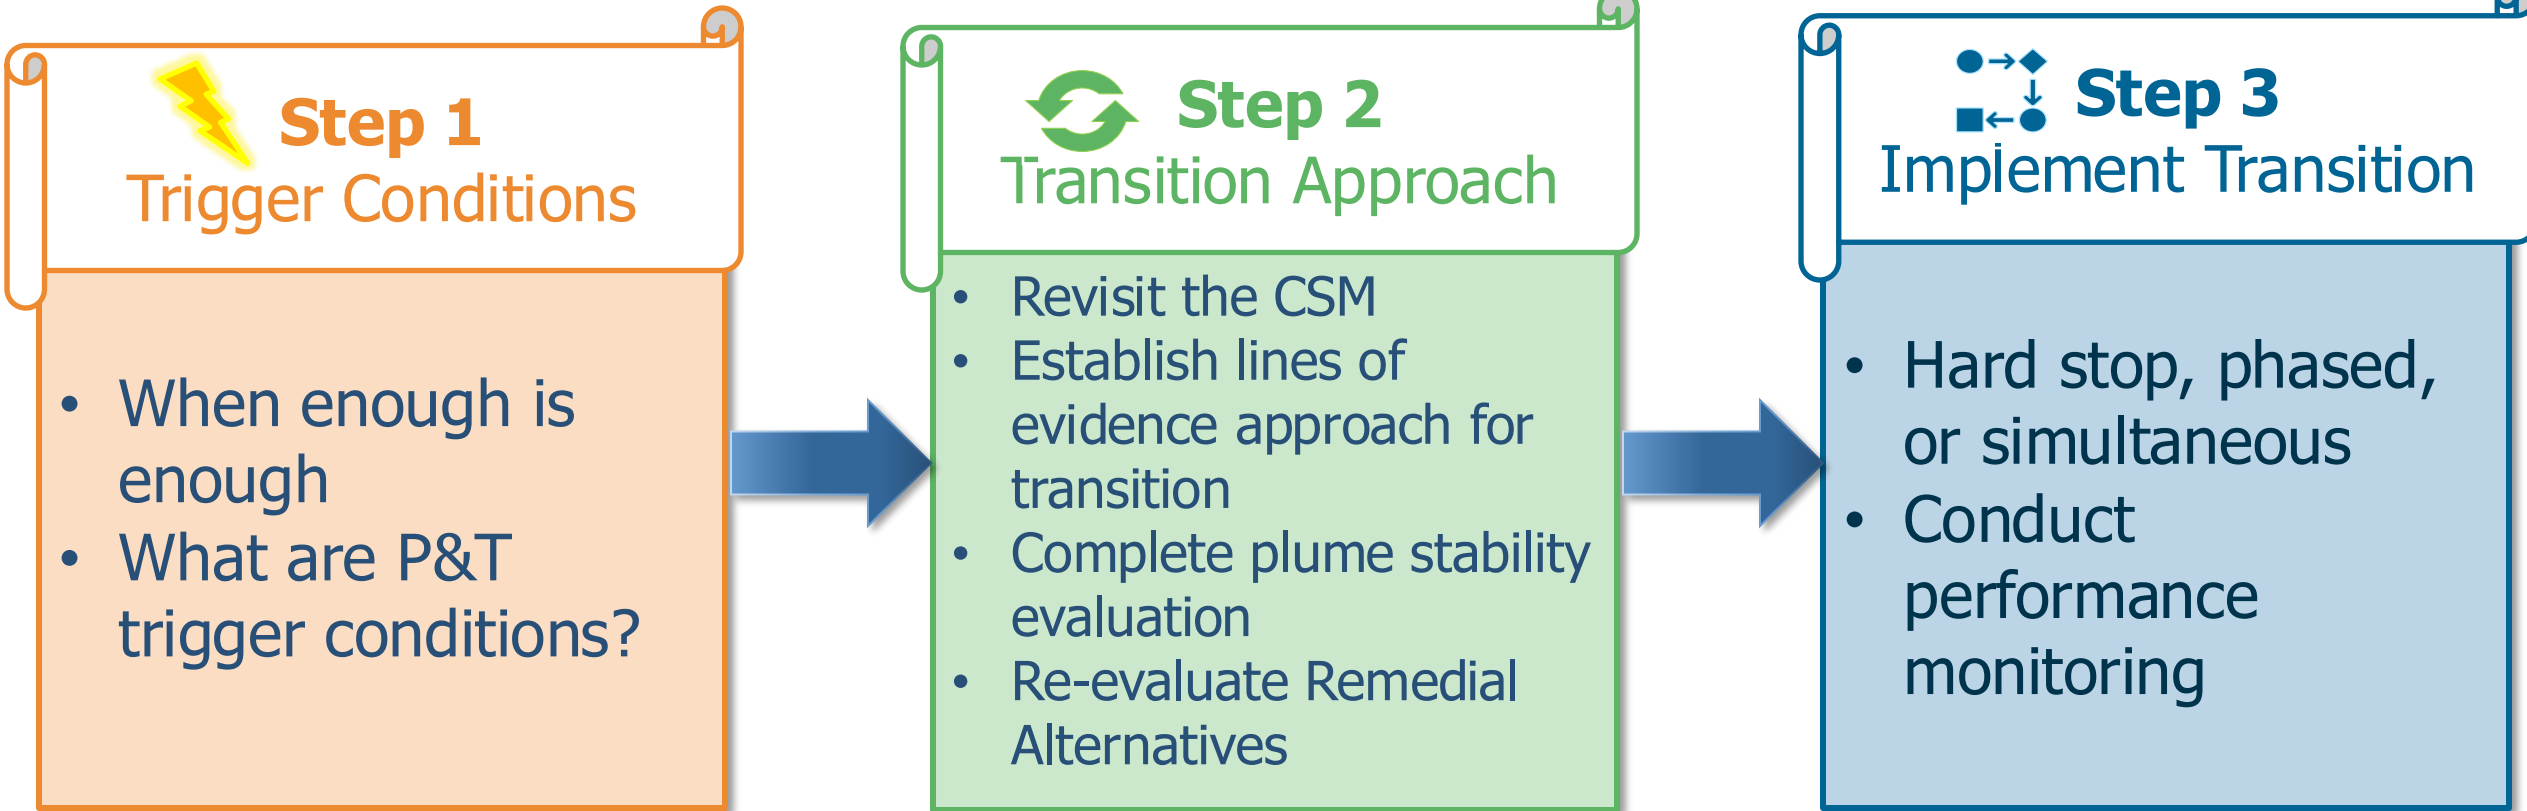 Step 1
Trigger Conditions
• When enough is
enough
• What are P&T
trigger conditions?
Step 2
Transition Approach
• Revisit the CSM
• Establish lines of
evidence approach for
transition
• Complete plume stability
evaluation
• Re-evaluate Remedial
Alternatives
Step 3
Implement Transition
• Hard stop, phased,
or simultaneous
• Conduct
performance
monitoring